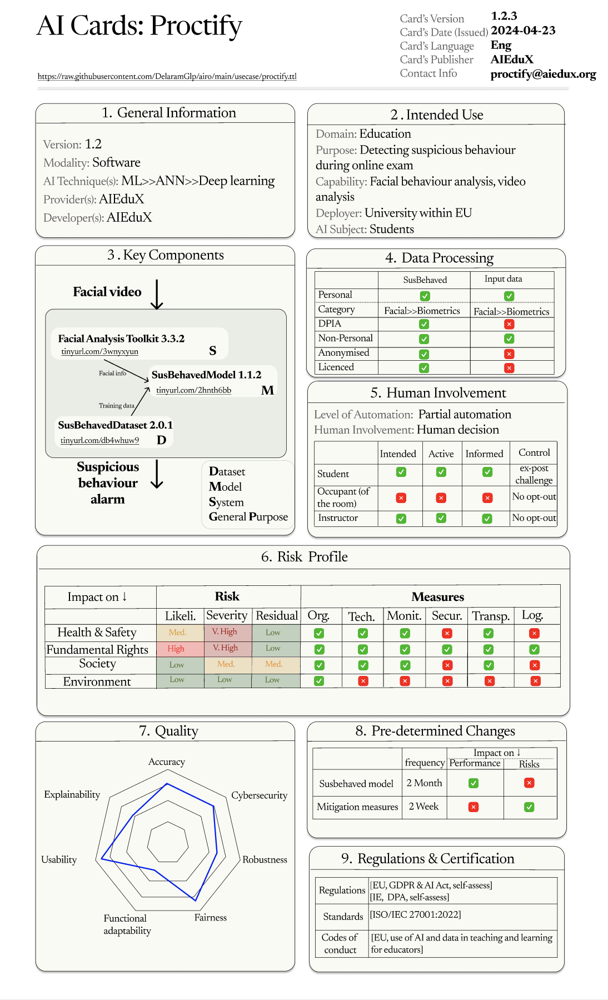 AI Cards: Proctify
Card's Version 1.2.3
Card's Date (Issued) 2024-04-23
Card's Language Eng
Card's Publisher AIEduX
Contact Info proctify@aiedux.org
https://raw.githubusercontent.com/DelaramGlp/airo/main/usecase/proctify.ttl
1. General Information
Version: 1.2
Modality: Software
AI Technique(s): ML>>ANN>>Deep learning
Provider(s): AIEduX
Developer(s): AIEduX
2. Intended Use
Domain: Education
Purpose: Detecting suspicious behaviour
during online exam
Capability: Facial behaviour analysis, video
analysis
Deployer: University within EU
AI Subject: Students
3. Key Components
Facial video
Facial Analysis Toolkit 3.3.2
tinyurl.com/3wnyxyun S
Facial info
SusBehavedModel 1.1.2
tinyurl.com/2hnth6bb M
Training data
SusBehavedDataset 2.0.1
tinyurl.com/db4whuw9 D
Suspicious
behaviour
alarm
Dataset
Model
System
General Purpose
4. Data Processing
SusBehaved Input data
Personal ✓ ✓
Category Facial>>Biometrics Facial>>Biometrics
DPIA ✓ ✕
Non-Personal ✓ ✓
Anonymised ✓ ✕
Licenced ✓ ✕
5. Human Involvement
Level of Automation: Partial automation
Human Involvement: Human decision
Intended Active Informed Control
Student ✓ ✓ ✓ ex-post
challenge
Occupant (of
the room) ✕ ✕ ✕ No opt-out
Instructor ✓ ✓ ✓ No opt-out
6. Risk Profile
Impact on ↓ Risk Measures
Likeli. Severity Residual Org. Tech. Monit. Secur. Transp. Log.
Health & Safety Med. V. High Low ✓ ✓ ✓ ✕ ✓ ✕
Fundamental Rights High V. High Low ✓ ✓ ✓ ✓ ✓ ✓
Society Low Med. Med. ✓ ✓ ✓ ✕ ✓ ✕
Environment Low Low Low ✓ ✕ ✕ ✕ ✕ ✕
7. Quality
Accuracy
Explainability
Cybersecurity
Usability
Robustness
Functional
adaptability
Fairness
8. Pre-determined Changes
Impact on ↓
frequency Performance Risks
Susbehaved model 2 Month ✓ ✕
Mitigation measures 2 Week ✕ ✓
9. Regulations & Certification
Regulations [EU, GDPR & AI Act, self-assess]
[IE, DPA, self-assess]
Standards [ISO/IEC 27001:2022]
Codes of
conduct
[EU, use of AI and data in teaching and learning
for educators]